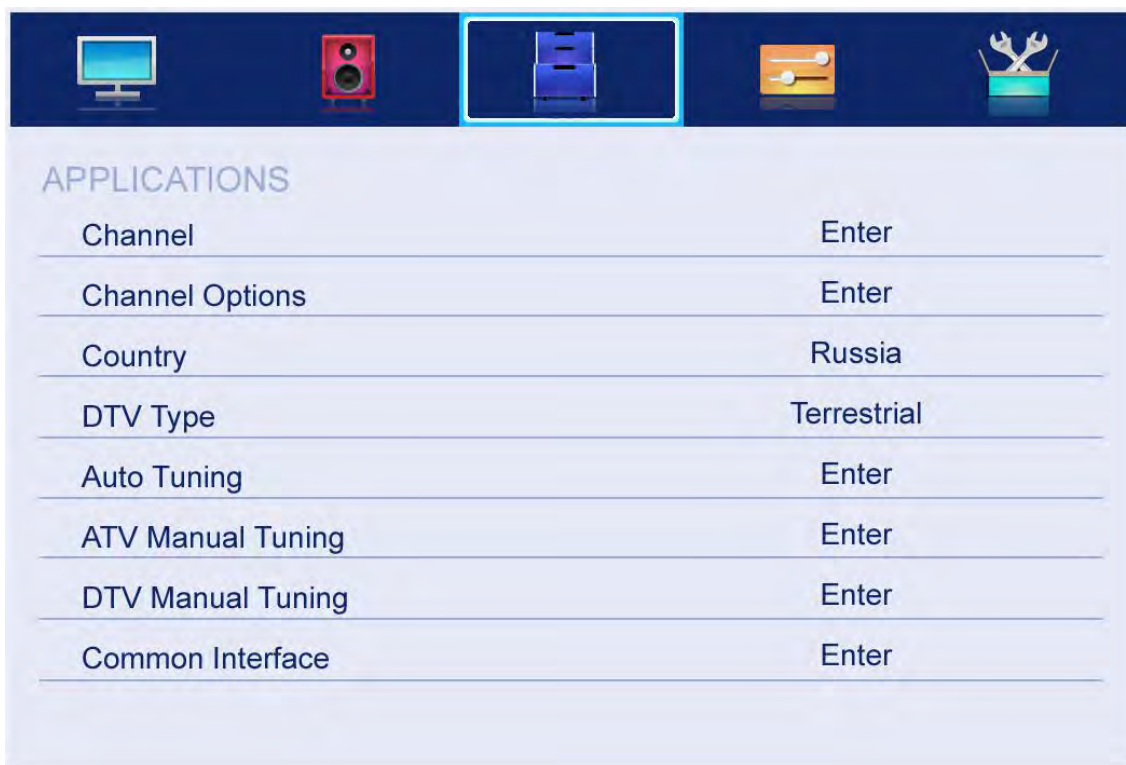 APPLICATIONS
Channel Enter
Channel Options Enter
Country Russia
DTV Type Terrestrial
Auto Tuning Enter
ATV Manual Tuning Enter
DTV Manual Tuning Enter
Common Interface Enter